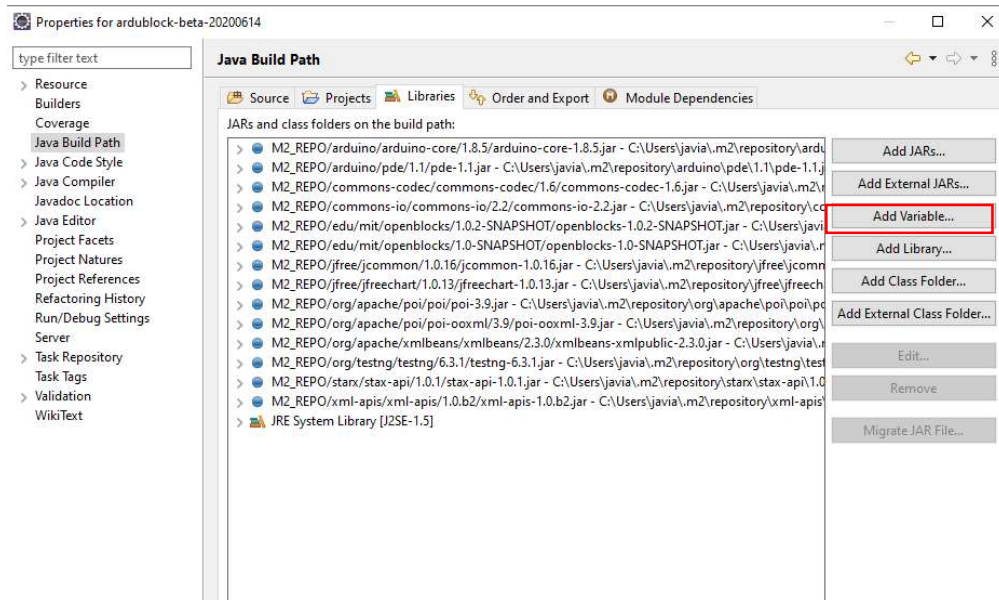 Properties for ardublock-beta-20200614
type filter text
Resource
Builders
Coverage
Java Build Path
Java Code Style
Java Compiler
Javadoc Location
Java Editor
Project Facets
Project Natures
Project References
Refactoring History
Run/Debug Settings
Server
Task Repository
Task Tags
Validation
WikiText
Java Build Path
Source Projects Libraries Order and Export Module Dependencies
JARs and class folders on the build path:
M2_REPO/arduino/arduino-core/1.8.5/arduino-core-1.8.5.jar - C:\Users\javia\.m2\repository\ardu
M2_REPO/arduino/pde/1.1/pde-1.1.jar - C:\Users\javia\.m2\repository\arduino\pde\1.1\pde-1.1.j
M2_REPO/commons-codec/commons-codec/1.6/commons-codec-1.6.jar - C:\Users\javia\.m2\r
M2_REPO/commons-io/commons-io/2.2/commons-io-2.2.jar - C:\Users\javia\.m2\repository\cc
M2_REPO/edu/mit/openblocks/1.0.2-SNAPSHOT/openblocks-1.0.2-SNAPSHOT.jar - C:\Users\javi
M2_REPO/edu/mit/openblocks/1.0-SNAPSHOT/openblocks-1.0-SNAPSHOT.jar - C:\Users\javia\.r
M2_REPO/jfree/jcommon/1.0.16/jcommon-1.0.16.jar - C:\Users\javia\.m2\repository\jfree\jcomn
M2_REPO/jfree/jfreechart/1.0.13/jfreechart-1.0.13.jar - C:\Users\javia\.m2\repository\jfree\jfreech
M2_REPO/org/apache/poi/poi/poi-3.9.jar - C:\Users\javia\.m2\repository\org\apache\poi\poi\pc
M2_REPO/org/apache/poi/poi-ooxml/3.9/poi-ooxml-3.9.jar - C:\Users\javia\.m2\repository\org\
M2_REPO/org/apache/xmlbeans/2.3.0/xmlbeans-xmlpublic-2.3.0.jar - C:\Users\javia\.r
M2_REPO/org/testng/testng/6.3.1/testng-6.3.1.jar - C:\Users\javia\.m2\repository\org\testng\test
M2_REPO/starx/stax-api/1.0.1/stax-api-1.0.1.jar - C:\Users\javia\.m2\repository\starx\stax-api\1.0
M2_REPO/xml-apis/xml-apis/1.0.b2/xml-apis-1.0.b2.jar - C:\Users\javia\.m2\repository\xml-apis\
JRE System Library [J2SE-1.5]
Add JARs...
Add External JARs...
Add Variable...
Add Library...
Add Class Folder...
Add External Class Folder...
Edit...
Remove
Migrate JAR File...